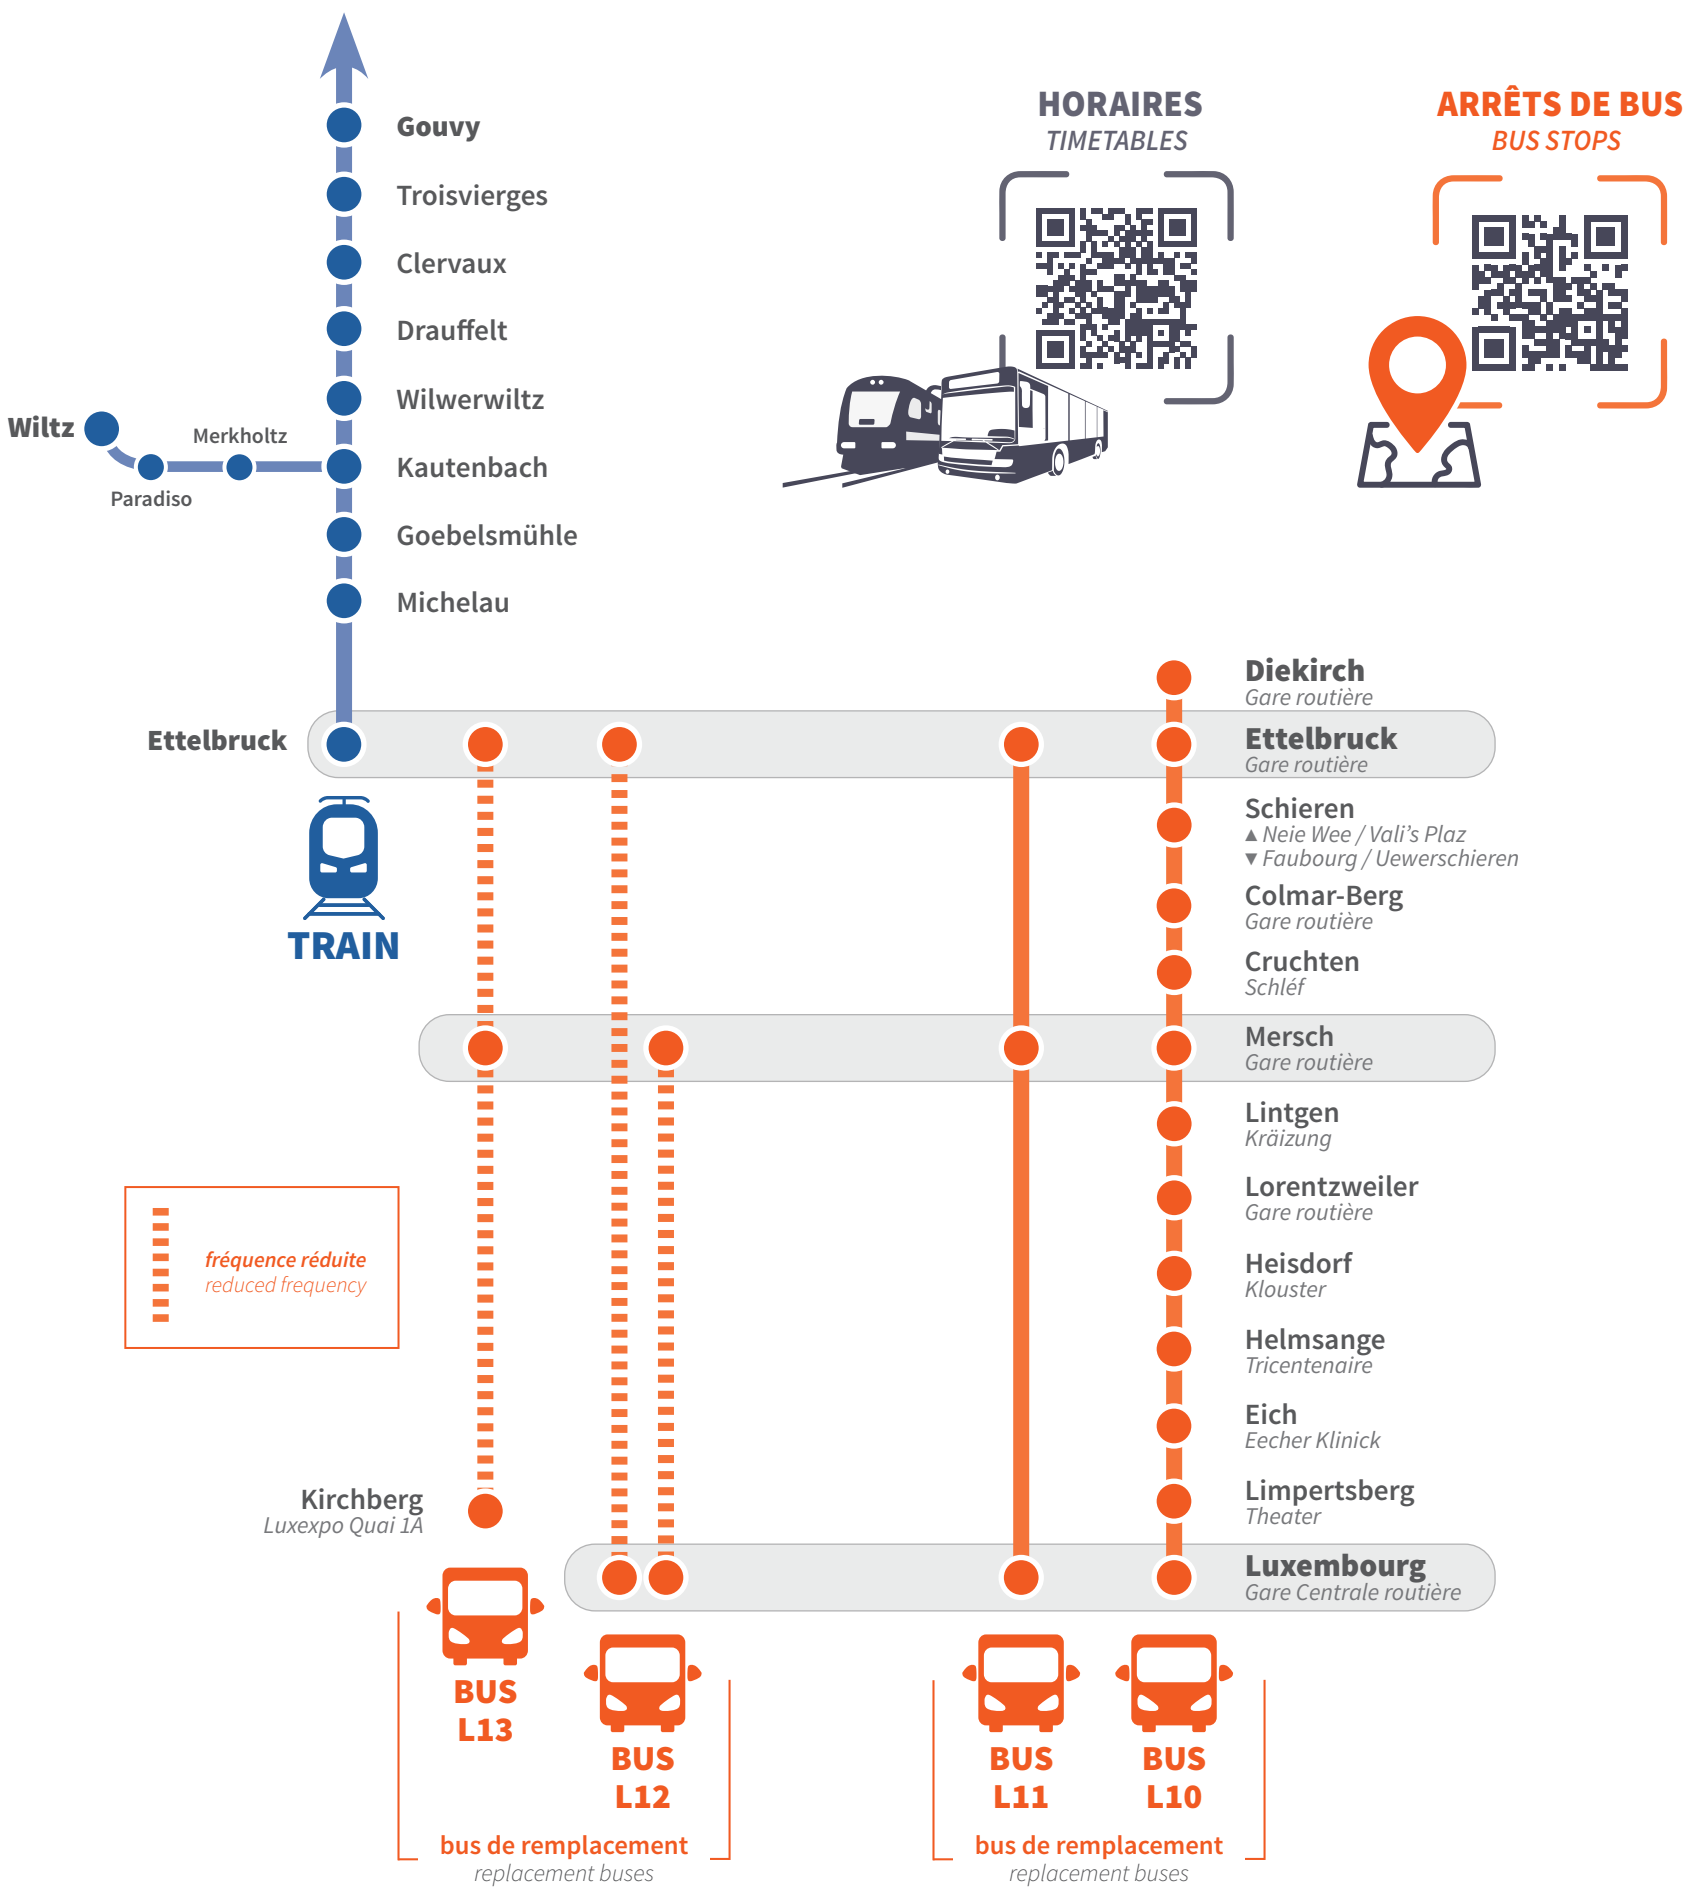 HORAIRES
TIMETABLES
ARRÊTS DE BUS
BUS STOPS
Gouvy
Troisvierges
Clervaux
Drauffelt
Wilwerwiltz
Wiltz
Merkholtz
Paradiso
Kautenbach
Goebelsmühle
Michelau
Ettelbruck
TRAIN
Diekirch
Gare routière
Ettelbruck
Gare routière
Schieren
▲ Neie Wee / Vali's Plaz
▼ Faubourg / Uewerschieren
Colmar-Berg
Gare routière
Cruchten
Schléf
Mersch
Gare routière
Lintgen
Kräizung
Lorentzweiler
Gare routière
Heisdorf
Klouster
Helmsange
Tricentenaire
Eich
Eecher Klinick
Limpertsberg
Theater
Luxembourg
Gare Centrale routière
fréquence réduite
reduced frequency
Kirchberg
Luxexpo Quai 1A
BUS
L13
BUS
L12
bus de remplacement
replacement buses
BUS
L11
BUS
L10
bus de remplacement
replacement buses